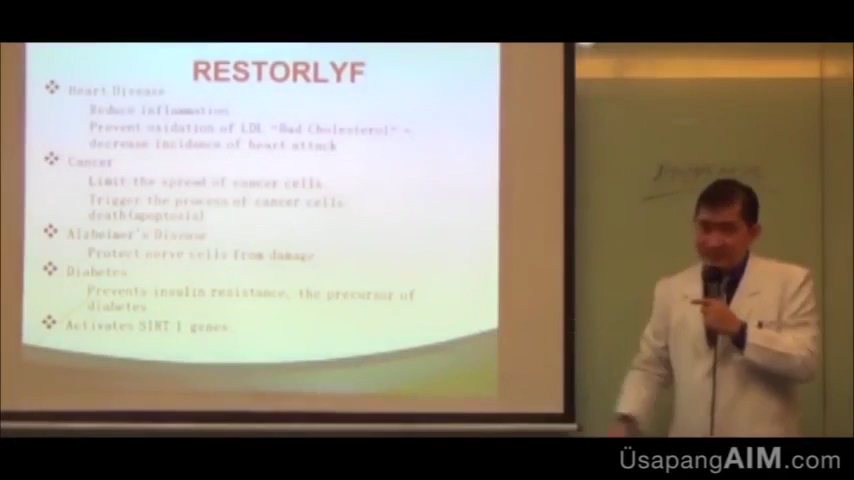 RESTORLYF
Heart Disease
Reduce inflammation
Prevent oxidation of LDL "Bad Cholesterol" -
decrease incidence of heart attack
Cancer
Limit the spread of cancer cells
Trigger the process of cancer cells
death(apoptosis)
Alzheimer's Disease
Protect nerve cells from damage
Diabetes
Prevents insulin resistance, the precursor of
diabetes
Activates SIRT 1 genes
ÜsapangAIM.com